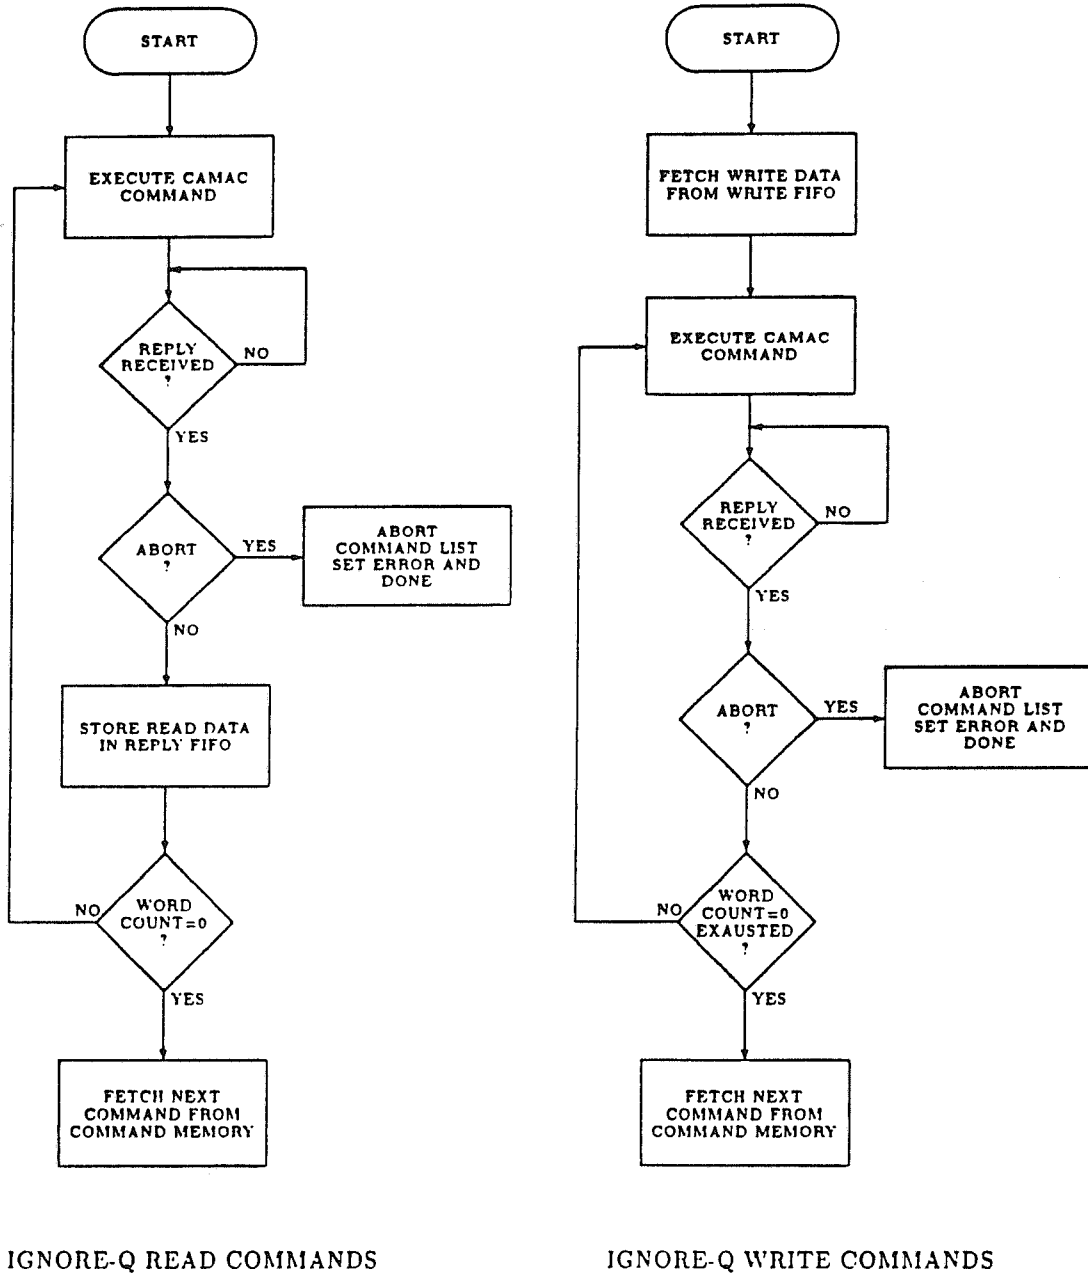 START
EXECUTE CAMAC
COMMAND
REPLY
RECEIVED
?
NO
YES
ABORT
?
YES
ABORT
COMMAND LIST
SET ERROR AND
DONE
NO
STORE READ DATA
IN REPLY FIFO
WORD
COUNT=0
?
NO
YES
FETCH NEXT
COMMAND FROM
COMMAND MEMORY
IGNORE-Q READ COMMANDS
START
FETCH WRITE DATA
FROM WRITE FIFO
EXECUTE CAMAC
COMMAND
REPLY
RECEIVED
?
NO
YES
ABORT
?
YES
ABORT
COMMAND LIST
SET ERROR AND
DONE
NO
WORD
COUNT=0
EXAUSTED
?
NO
YES
FETCH NEXT
COMMAND FROM
COMMAND MEMORY
IGNORE-Q WRITE COMMANDS